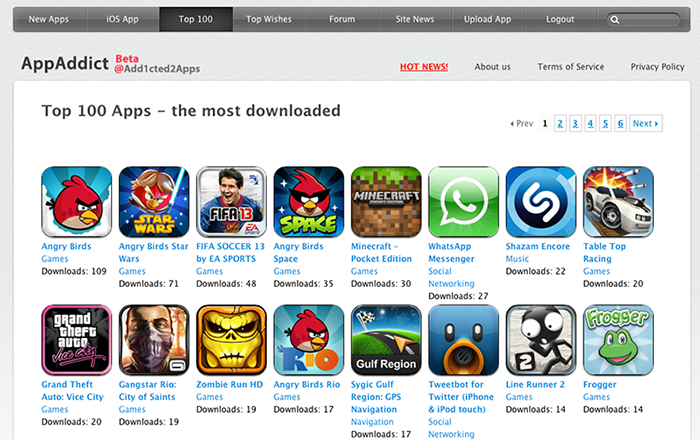 New Apps iOS App Top 100 Top Wishes Forum Site News Upload App Logout
AppAddict Beta
@Add1cted2Apps
HOT NEWS! About us Terms of Service Privacy Policy
Top 100 Apps - the most downloaded
Prev 1 2 3 4 5 6 Next
STAR WARS
FIFA 13
EA SPORTS
SPACE
MINECRAFT
Angry Birds
Games
Downloads: 109
Angry Birds Star
Wars
Games
Downloads: 71
FIFA SOCCER 13
by EA SPORTS
Games
Downloads: 48
Angry Birds
Space
Games
Downloads: 35
Minecraft –
Pocket Edition
Games
Downloads: 30
WhatsApp
Messenger
Social
Networking
Downloads: 27
Shazam Encore
Music
Downloads: 22
Table Top
Racing
Games
Downloads: 20
grand
theft
auto
Vice City
RIO
Gulf Region
2
Frogger
Grand Theft
Auto: Vice City
Games
Downloads: 20
Gangstar Rio:
City of Saints
Games
Downloads: 19
Zombie Run HD
Games
Downloads: 19
Angry Birds Rio
Games
Downloads: 17
Sygic Gulf
Region: GPS
Navigation
Navigation
Downloads: 17
Tweetbot for
Twitter (iPhone
& iPod touch)
Social
Networking
Line Runner 2
Games
Downloads: 14
Frogger
Games
Downloads: 14